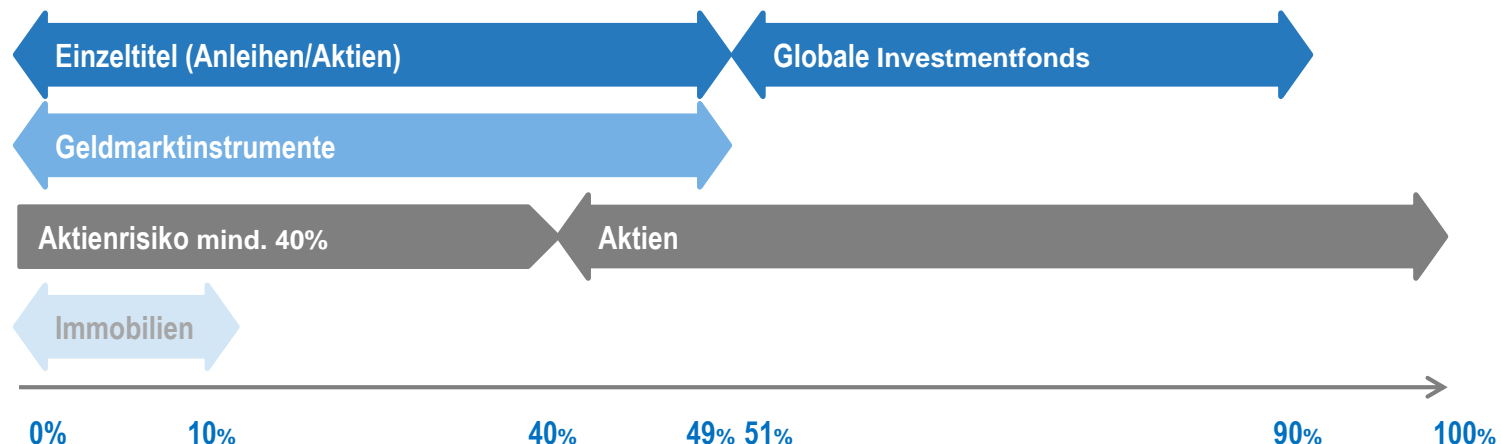 Einzeltitel (Anleihen/Aktien) Globale Investmentfonds
Geldmarktinstrumente
Aktienrisiko mind. 40% Aktien
Immobilien
0% 10% 40% 49% 51% 90% 100%